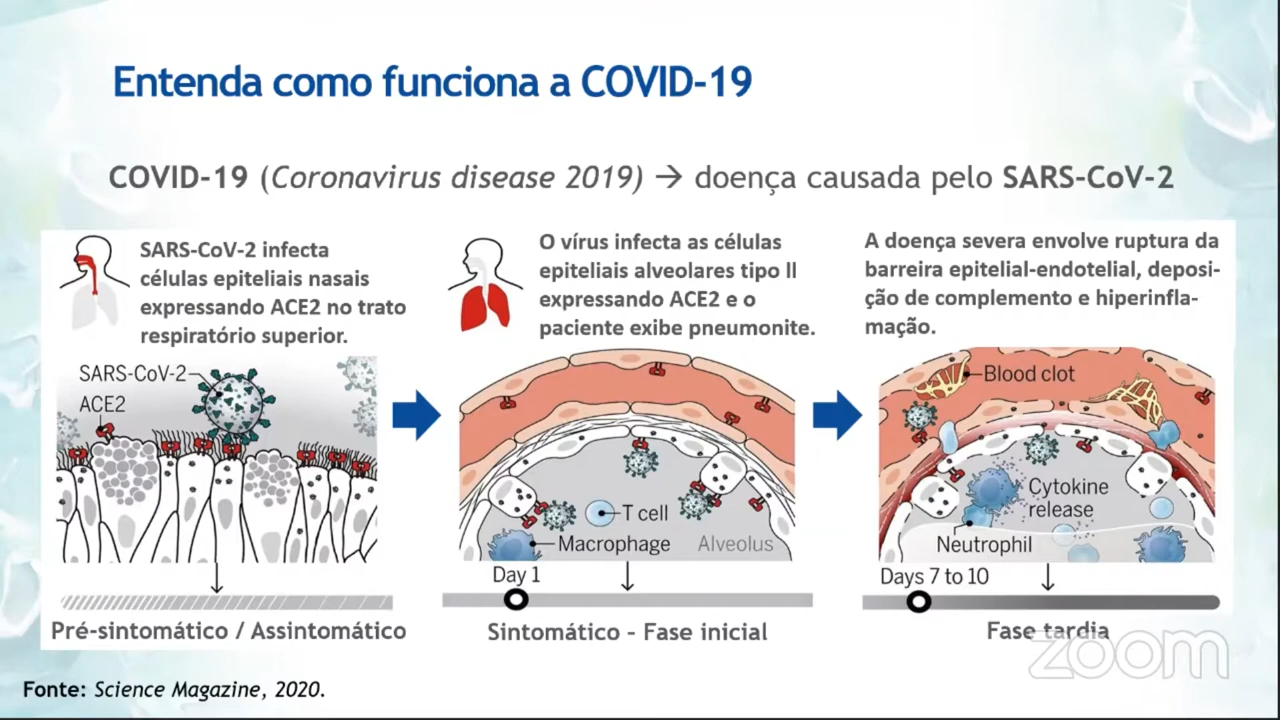 Entenda como funciona a COVID-19
COVID-19 (Coronavirus disease 2019) → doença causada pelo SARS-CoV-2
SARS-CoV-2 infecta
células epiteliais nasais
expressando ACE2 no trato
respiratório superior.
SARS-CoV-2
ACE2
Pré-sintomático / Assintomático
O vírus infecta as células
epiteliais alveolares tipo II
expressando ACE2 e o
paciente exibe pneumonite.
T cell
Macrophage
Alveolus
Day 1
Sintomático – Fase inicial
A doença severa envolve ruptura da
barreira epitelial-endotelial, deposi-
ção de complemento e hiperinfla-
mação.
Blood clot
Cytokine
release
Neutrophil
Days 7 to 10
Fase tardia
zoom
Fonte: Science Magazine, 2020.